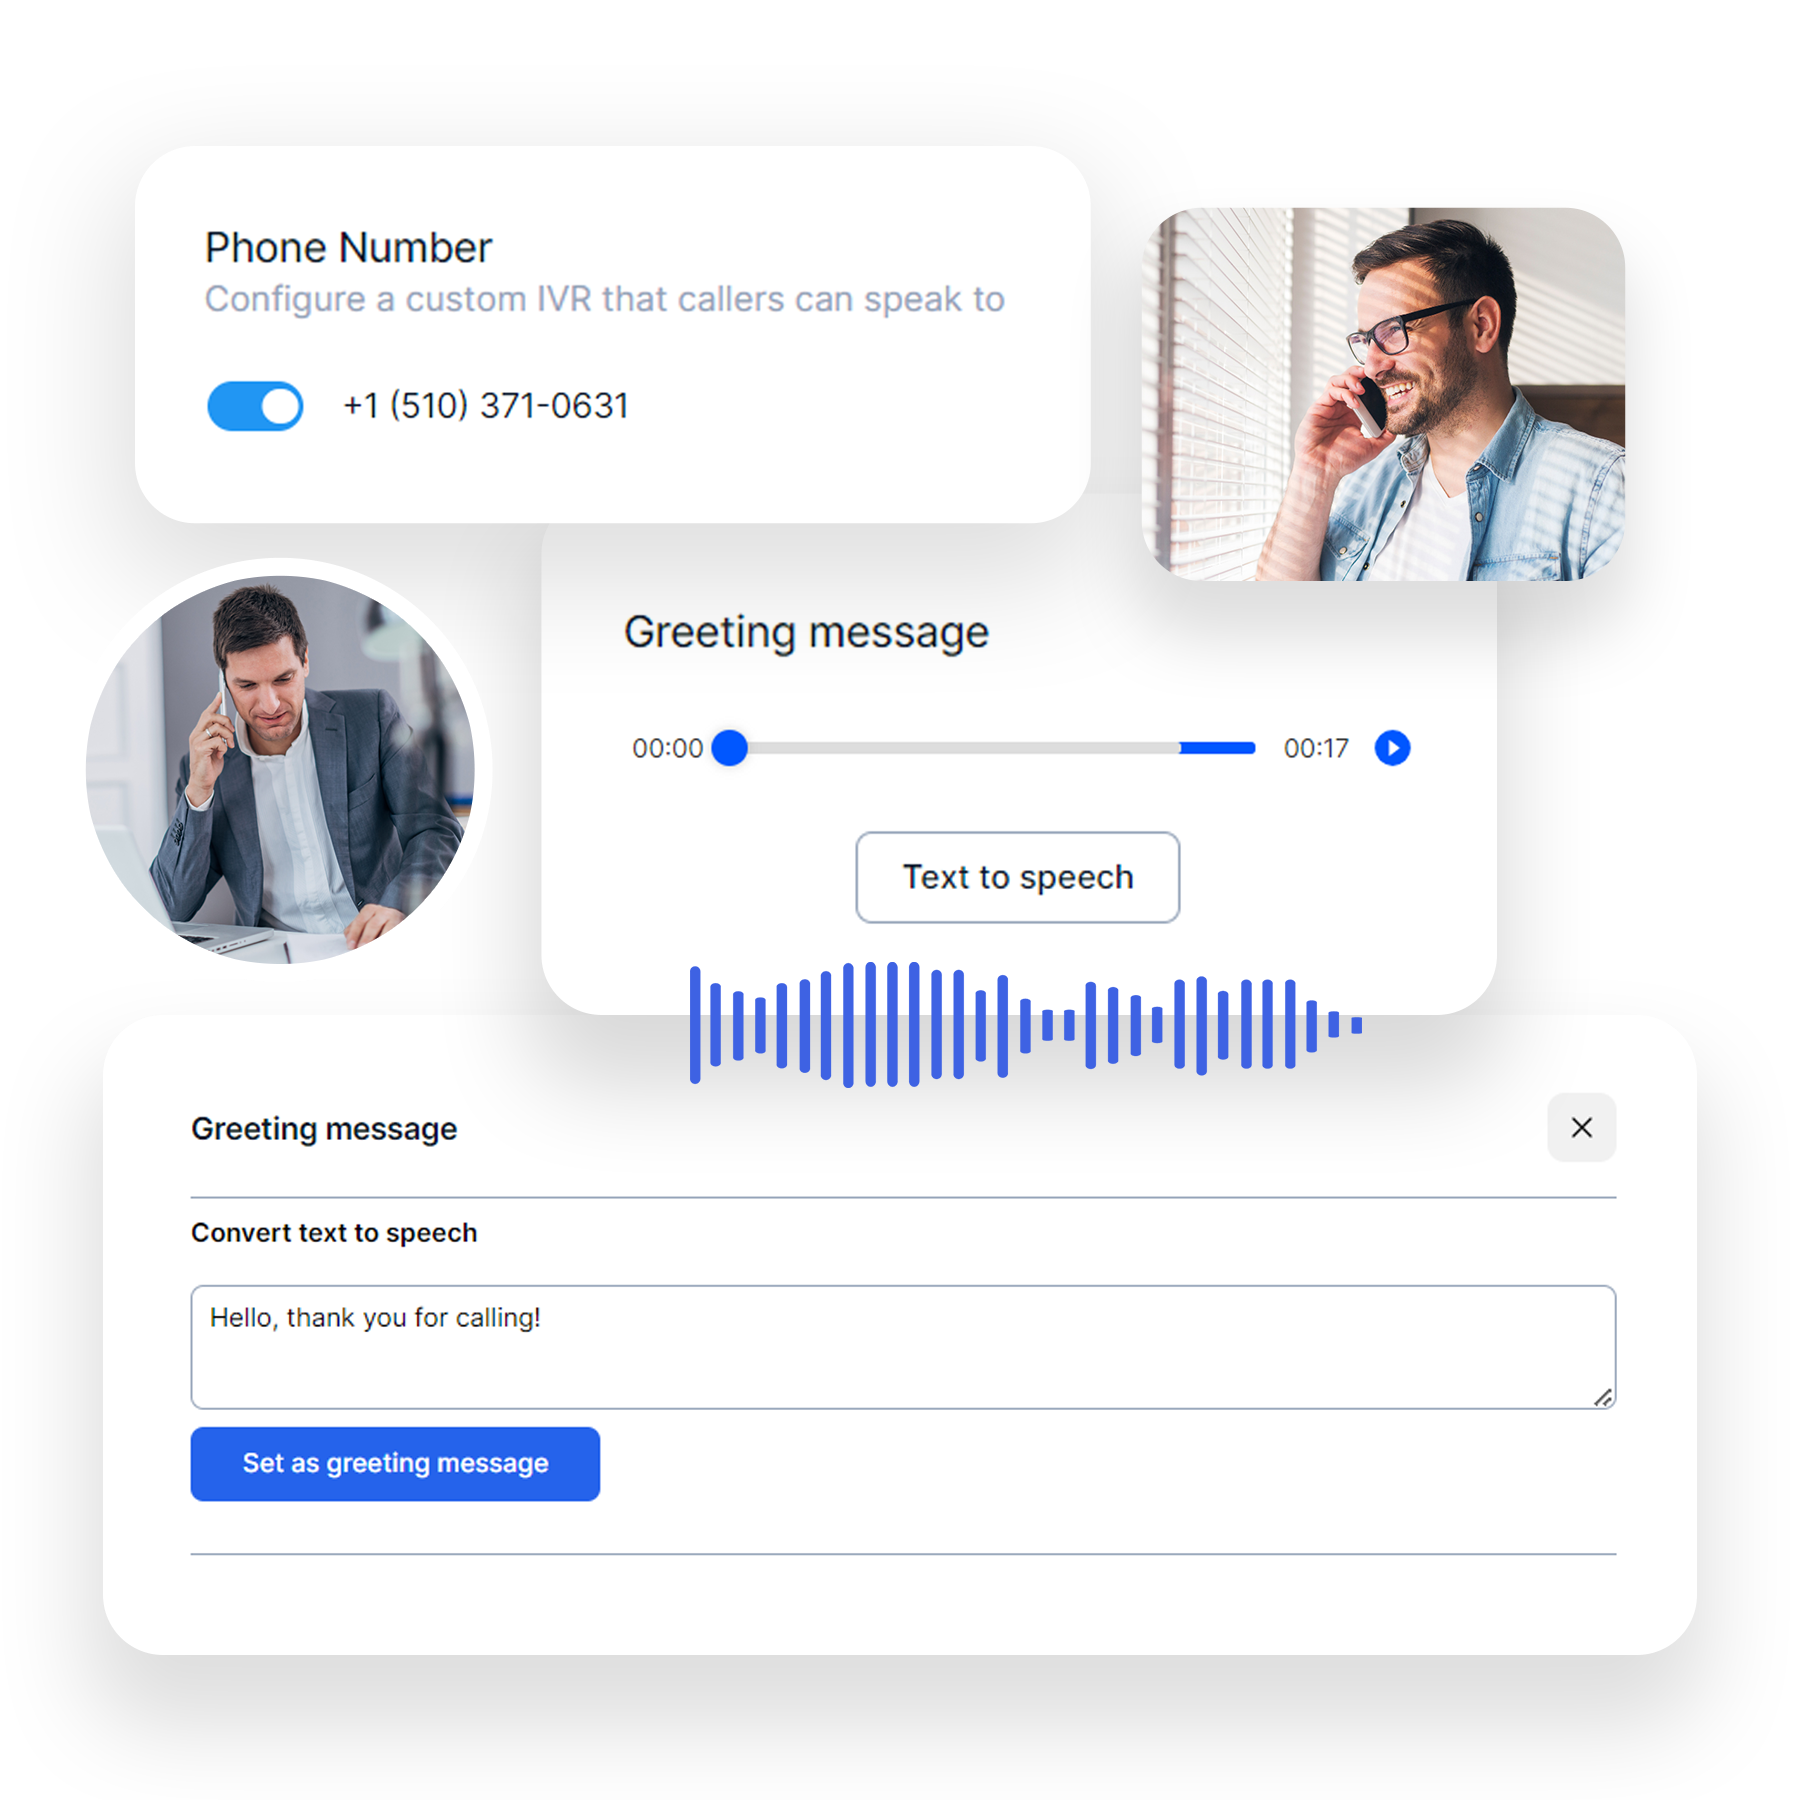 Phone Number
Configure a custom IVR that callers can speak to
+1 (510) 371-0631
Greeting message
00:00 00:17
Text to speech
Greeting message
Convert text to speech
Hello, thank you for calling!
Set as greeting message